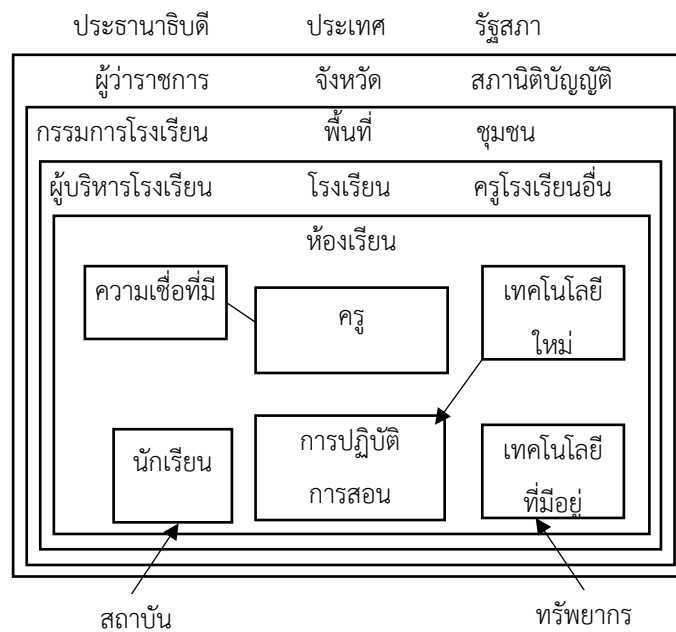 ประธานาธิบดี ประเทศ รัฐสภา
ผู้ว่าราชการ จังหวัด สภานิติบัญญัติ
กรรมการโรงเรียน พื้นที่ ชุมชน
ผู้บริหารโรงเรียน โรงเรียน ครูโรงเรียนอื่น
ห้องเรียน
ความเชื่อที่มี
ครู
เทคโนโลยี
ใหม่
นักเรียน
การปฏิบัติ
การสอน
เทคโนโลยี
ที่มีอยู่
สถาบัน
ทรัพยากร